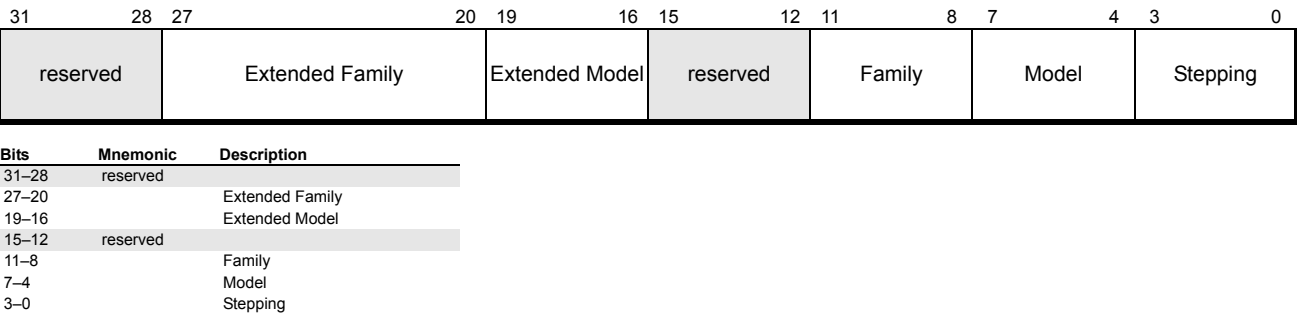 31 28 27 20 19 16 15 12 11 8 7 4 3 0
reserved Extended Family Extended Model reserved Family Model Stepping
Bits Mnemonic Description
31–28 reserved
27–20 Extended Family
19–16 Extended Model
15–12 reserved
11–8 Family
7–4 Model
3–0 Stepping